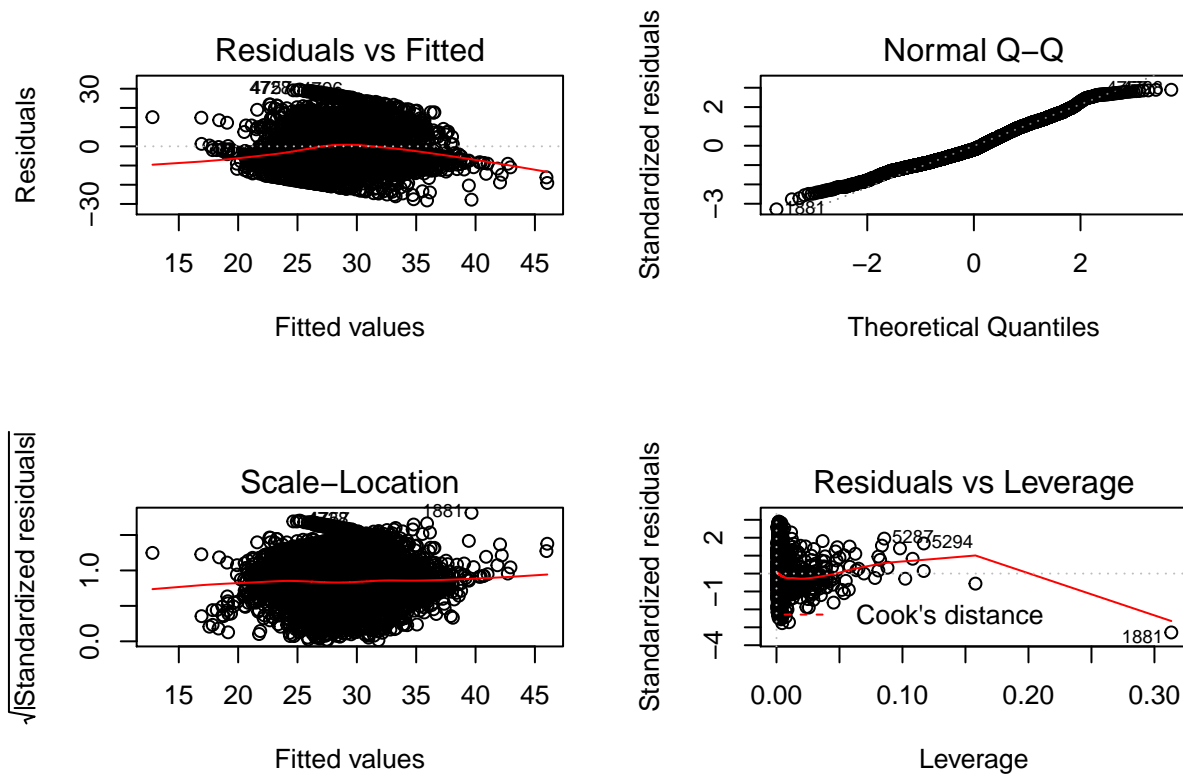 Residuals vs Fitted
Residuals
−30
0
30
15 20 25 30 35 40 45
Fitted values
Normal Q−Q
Standardized residuals
−3
0
2
1881
−2 0 2
Theoretical Quantiles
Scale−Location
√|Standardized residuals|
0.0
1.0
1881
15 20 25 30 35 40 45
Fitted values
Residuals vs Leverage
Standardized residuals
−4
−1
2
5287
5294
Cook's distance
1881
0.00 0.10 0.20 0.30
Leverage